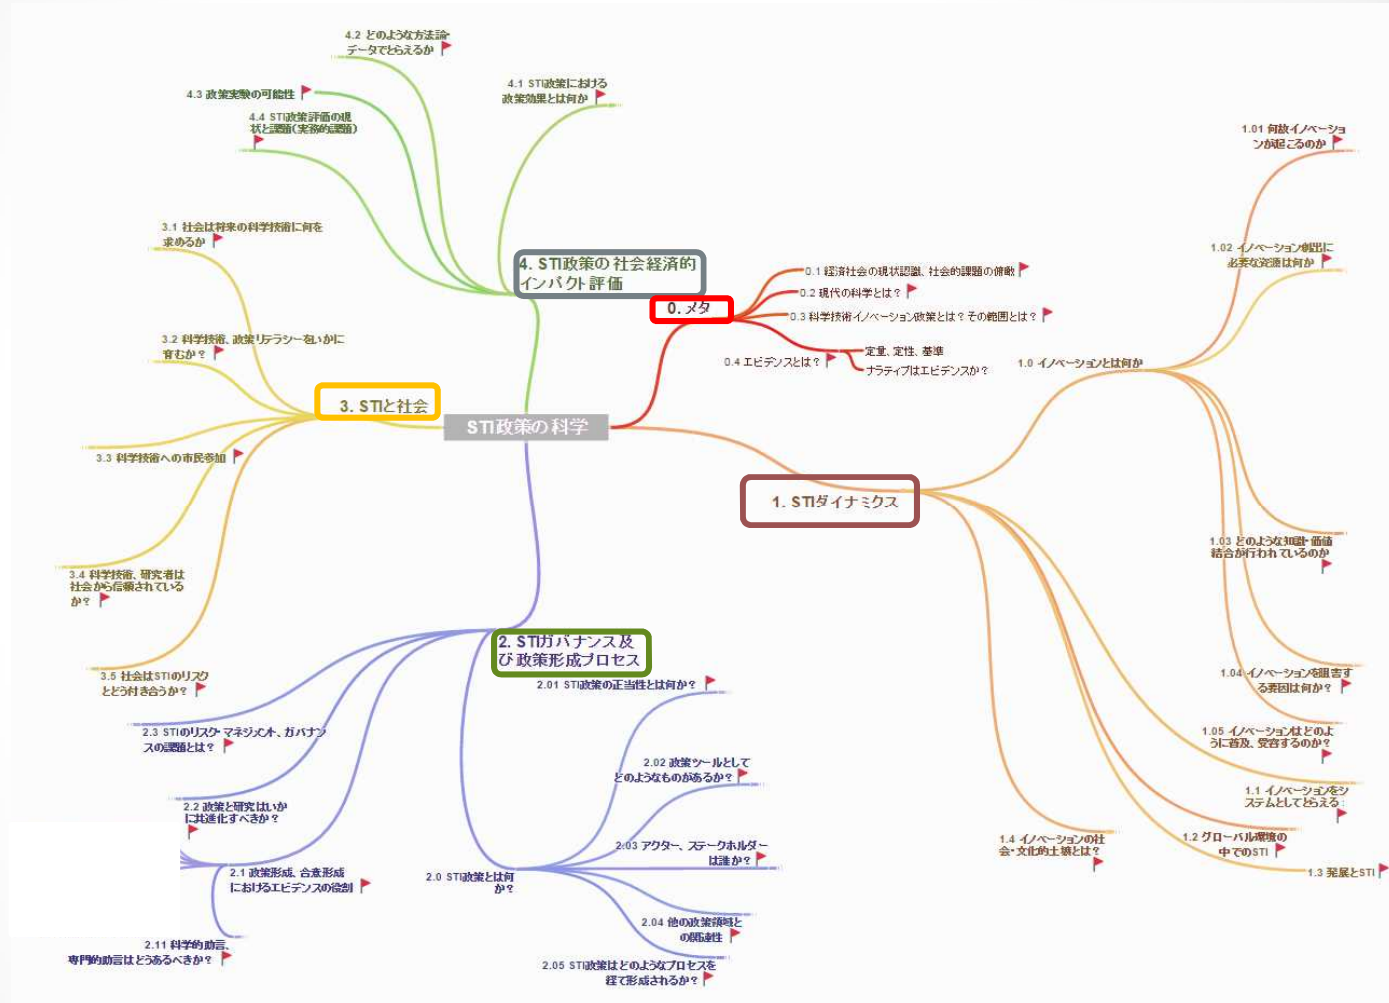 4.2 どのような方法論・
データでとらえるか
4.1 STI政策における
政策効果とは何か
4.3 政策実験の可能性
4.4 STI政策評価の現
状と課題(実務的課題)
1.01 何故イノベーショ
ンが起こるのか
3.1 社会は将来の科学技術に何を
求めるか
1.02 イノベーション創出に
必要な資源は何か
4. STI政策の社会経済的
インパクト評価
0.1 経済社会の現状認識、社会的課題の俯瞰
0.2 現代の科学とは？
0. メタ
0.3 科学技術イノベーション政策とは？その範囲とは？
3.2 科学技術、政策リテラシーをいかに
育むか？
0.4 エビデンスとは？
定量、定性、基準
ナラティブはエビデンスか？
1.0 イノベーションとは何か
3. STIと社会
STI政策の科学
3.3 科学技術への市民参加
1. STIダイナミクス
1.03 どのような知識・価値
結合が行われているのか
3.4 科学技術、研究者は
社会から信頼されている
か？
2. STIガバナンス及
び政策形成プロセス
3.5 社会はSTIのリスク
とどう付き合うか？
2.01 STI政策の正当性とは何か？
1.04 イノベーションを阻害す
る要因は何か？
2.3 STIのリスク・マネジメント、ガバナン
スの課題とは？
1.05 イノベーションはどのよ
うに普及、受容するのか？
2.02 政策ツールとして
どのようなものがあるか？
1.1 イノベーションをシ
ステムとしてとらえる
2.2 政策と研究はいか
に共進化すべきか？
2.03 アクター、ステークホルダー
は誰か？
1.4 イノベーションの社
会・文化的土壌とは？
1.2 グローバル環境の
中でのSTI
1.3 発展とSTI
2.1 政策形成、合意形成
におけるエビデンスの役割
2.0 STI政策とは何
か？
2.04 他の政策領域と
の関連性
2.11 科学的助言、
専門的助言はどうあるべきか？
2.05 STI政策はどのようなプロセスを
経て形成されるか？